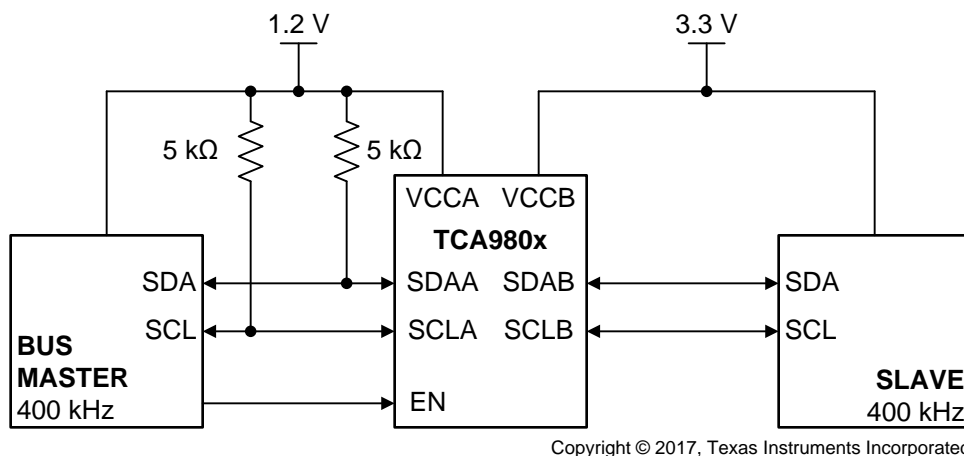 1.2 V
3.3 V
5 kΩ
5 kΩ
VCCA VCCB
TCA980x
SDA
SDAA SDAB
SDA
SCL
SCLA SCLB
SCL
BUS
MASTER
400 kHz
EN
SLAVE
400 kHz
Copyright © 2017, Texas Instruments Incorporated